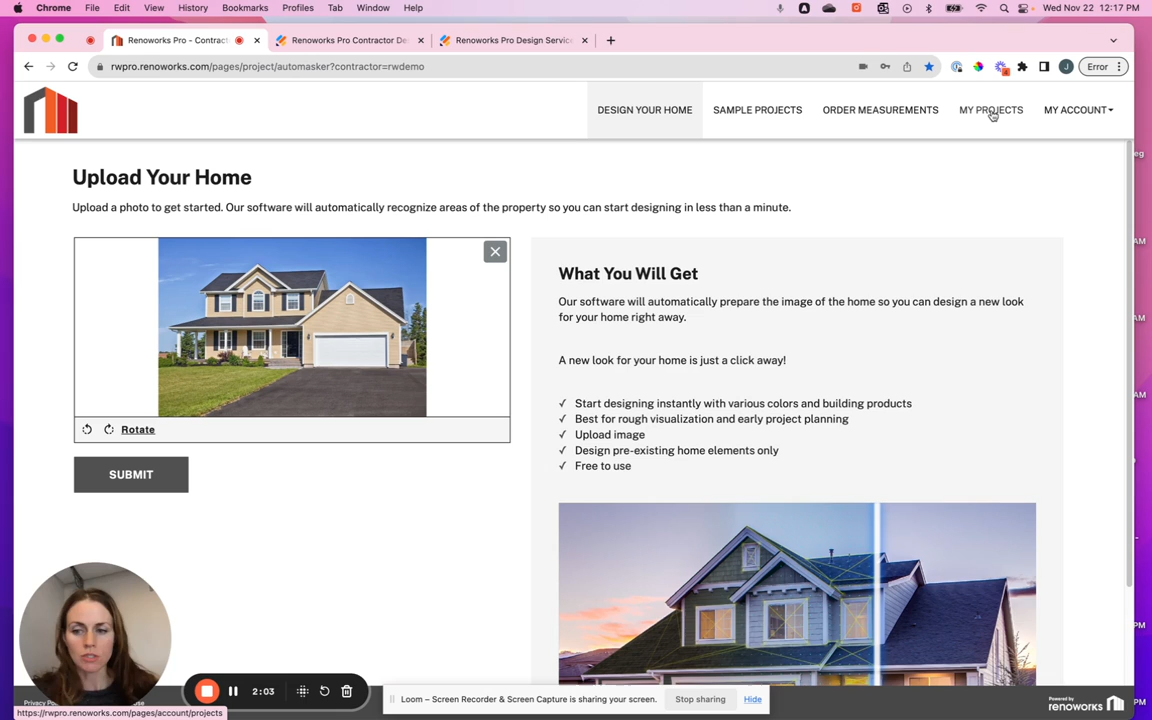 Chrome File Edit View History Bookmarks Profiles Tab Window Help Wed Nov 22 12:17 PM
Renoworks Pro - Contract Renoworks Pro Contractor De Renoworks Pro Design Service
rwpro.renoworks.com/pages/project/automasker?contractor=rwdemo Error
DESIGN YOUR HOME SAMPLE PROJECTS ORDER MEASUREMENTS MY PROJECTS MY ACCOUNT
Upload Your Home
Upload a photo to get started. Our software will automatically recognize areas of the property so you can start designing in less than a minute.
Rotate
SUBMIT
What You Will Get
Our software will automatically prepare the image of the home so you can design a new look
for your home right away.
A new look for your home is just a click away!
✓ Start designing instantly with various colors and building products
✓ Best for rough visualization and early project planning
✓ Upload image
✓ Design pre-existing home elements only
✓ Free to use
2:03
Loom – Screen Recorder & Screen Capture is sharing your screen. Stop sharing Hide
Powered by
renoworks
https://rwpro.renoworks.com/pages/account/projects